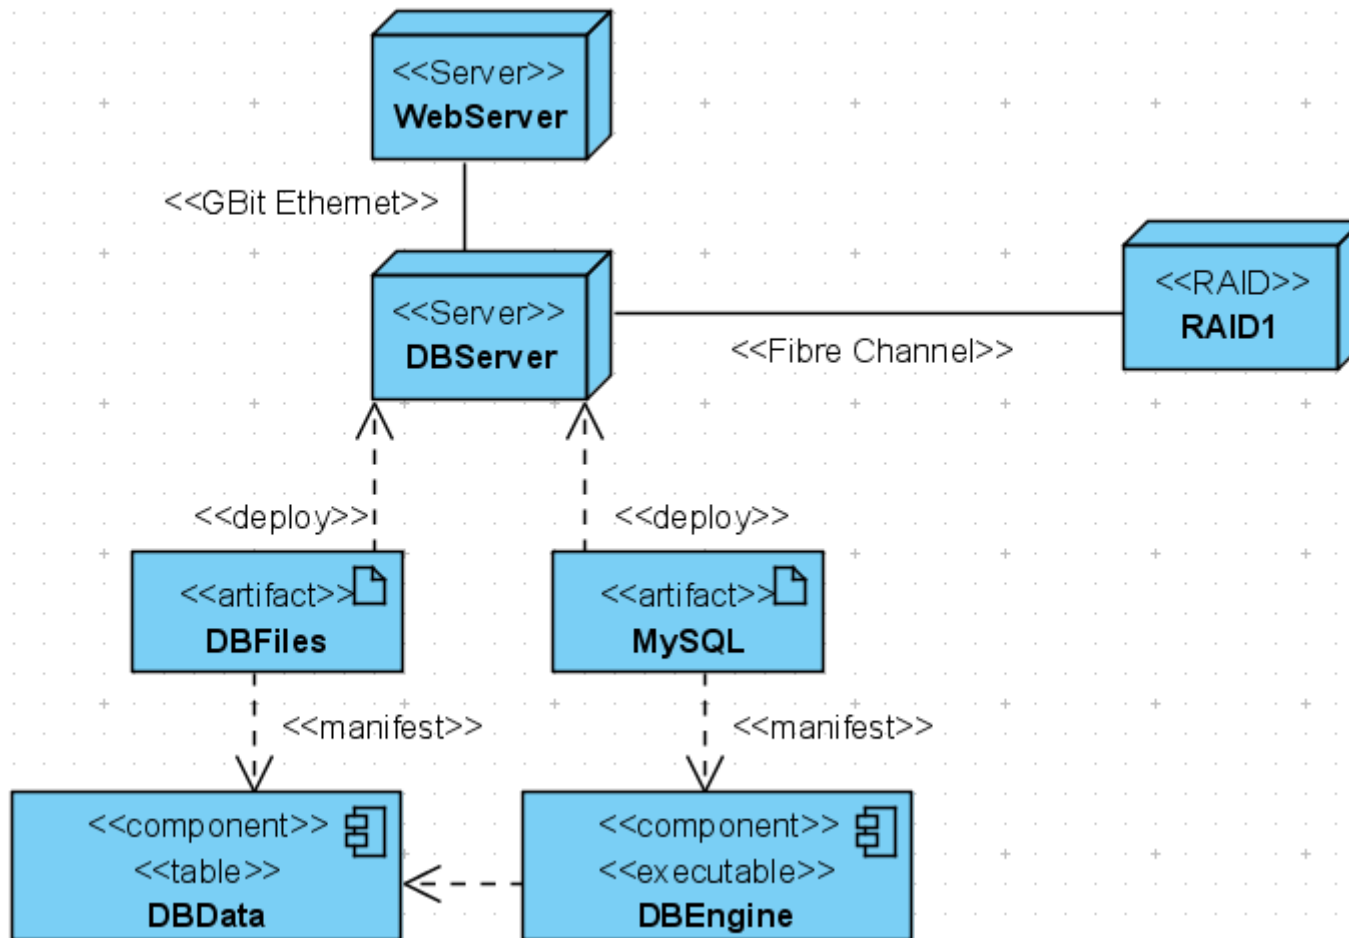 <<Server>>
WebServer
<<GBit Ethernet>>
<<Server>>
DBServer
<<RAID>>
RAID1
<<Fibre Channel>>
<<deploy>>
<<deploy>>
<<artifact>>
DBFiles
<<artifact>>
MySQL
<<manifest>>
<<manifest>>
<<component>>
<<table>>
DBData
<<component>>
<<executable>>
DBEngine